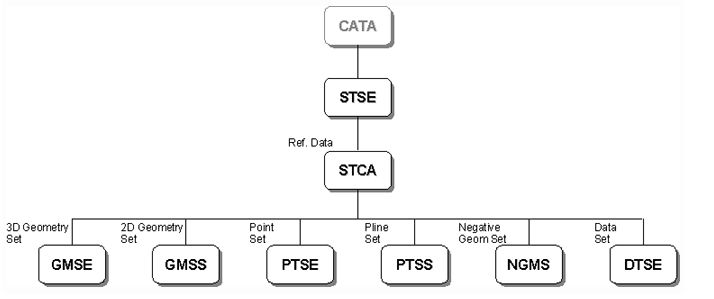 CATA
STSE
Ref. Data
STCA
3D Geometry
Set
2D Geometry
Set
Point
Set
Pline
Set
Negative
Geom Set
Data
Set
GMSE
GMSS
PTSE
PTSS
NGMS
DTSE